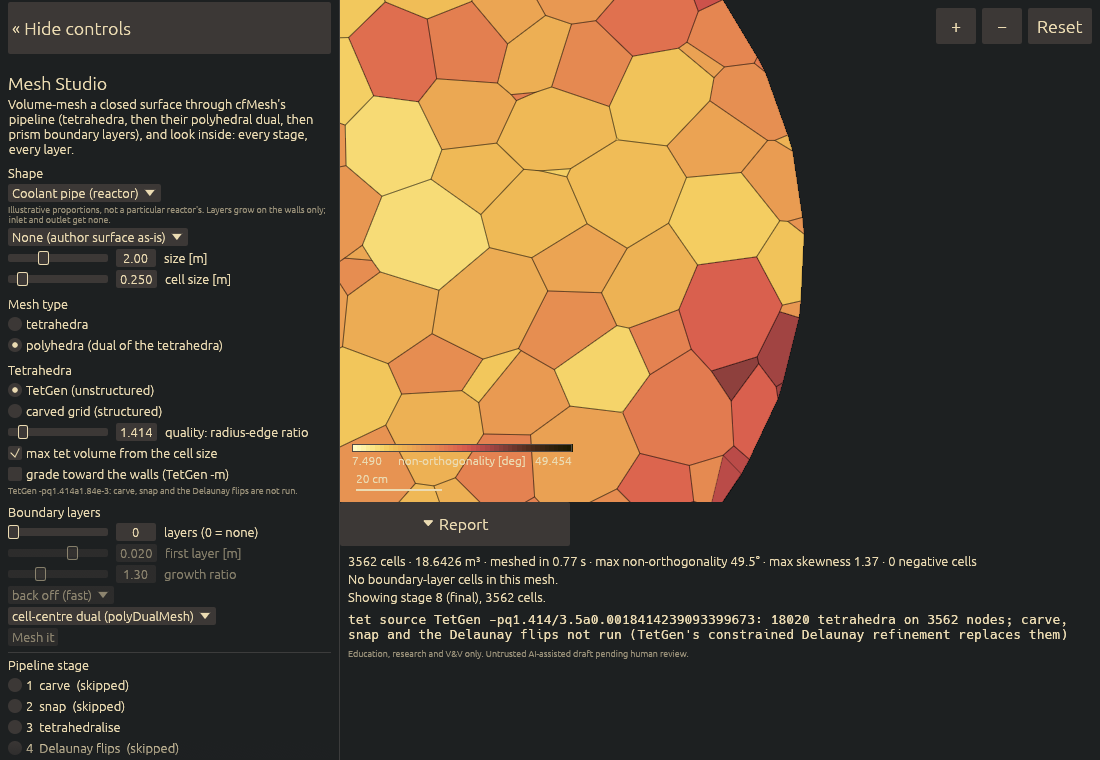 « Hide controls
Mesh Studio
Volume-mesh a closed surface through cfMesh's
pipeline (tetrahedra, then their polyhedral dual, then
prism boundary layers), and look inside: every stage,
every layer.
Shape
Coolant pipe (reactor)
Illustrative proportions, not a particular reactor's. Layers grow on the walls only;
inlet and outlet get none.
None (author surface as-is)
2.00 size [m]
0.250 cell size [m]
Mesh type
tetrahedra
polyhedra (dual of the tetrahedra)
Tetrahedra
TetGen (unstructured)
carved grid (structured)
1.414 quality: radius-edge ratio
max tet volume from the cell size
grade toward the walls (TetGen -m)
TetGen -pq1.414a1.84e-3: carve, snap and the Delaunay flips are not run.
Boundary layers
0 layers (0 = none)
0.020 first layer [m]
1.30 growth ratio
back off (fast)
cell-centre dual (polyDualMesh)
Mesh it
Pipeline stage
1 carve (skipped)
2 snap (skipped)
3 tetrahedralise
4 Delaunay flips (skipped)
+ − Reset
7.490 non-orthogonality [deg] 49.454
20 cm
Report
3562 cells · 18.6426 m³ · meshed in 0.77 s · max non-orthogonality 49.5° · max skewness 1.37 · 0 negative cells
No boundary-layer cells in this mesh.
Showing stage 8 (final), 3562 cells.
tet source TetGen -pq1.414/3.5a0.0018414239093399673: 18020 tetrahedra on 3562 nodes; carve,
snap and the Delaunay flips not run (TetGen's constrained Delaunay refinement replaces them)
Education, research and V&V only. Untrusted AI-assisted draft pending human review.